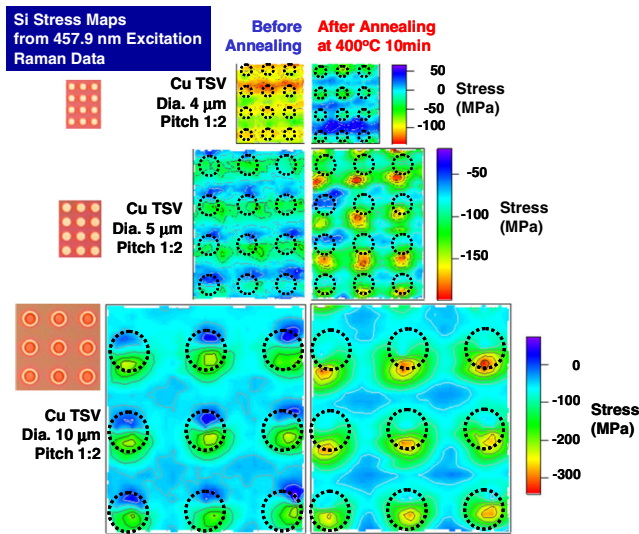 Si Stress Maps
from 457.9 nm Excitation
Raman Data
Before
Annealing
After Annealing
at 400ºC 10min
Cu TSV
Dia. 4 µm
Pitch 1:2
50
0
-50
-100
Stress
(MPa)
Cu TSV
Dia. 5 µm
Pitch 1:2
-50
-100
-150
Stress
(MPa)
Cu TSV
Dia. 10 µm
Pitch 1:2
0
-100
-200
-300
Stress
(MPa)